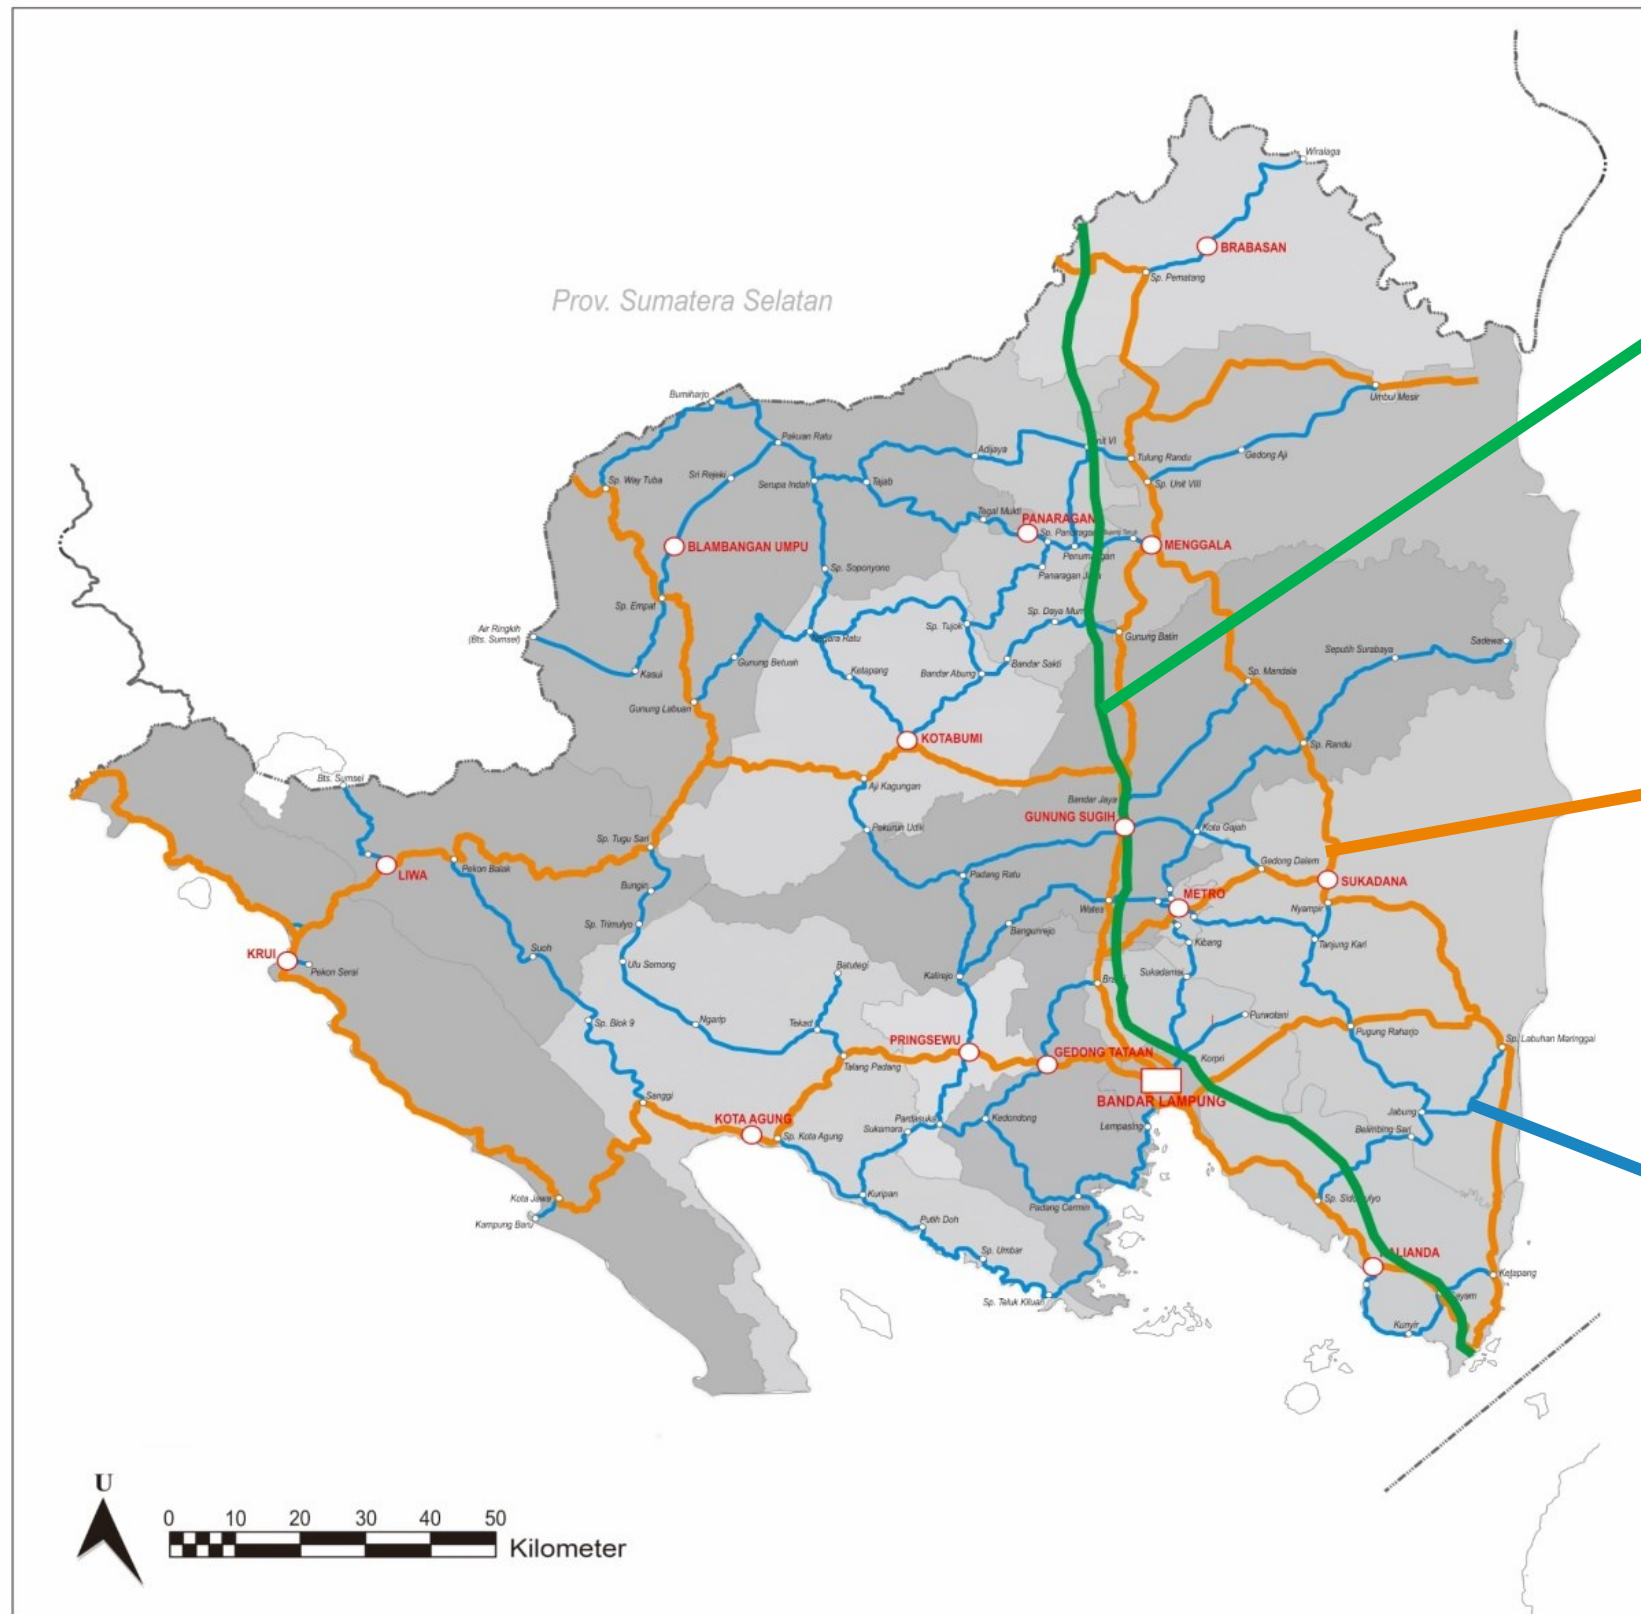 Wiralaga
BRABASAN
Sp. Pematang
Prov. Sumatera Selatan
Bumiharjo
Umbul Mesir
Pakuan Ratu
Adijaya
Gedong Aji
Tulung Randu
Sri Rejeki
Sp. Way Tuba
Serupa Indah
Tajab
Sp. Unit VIII
Tegal Mukti
PANARAGAN
BLAMBANGAN UMPU
MENGGALA
Panaragan
Sp. Soponyono
Sp. Empat
Air Ringkih
(Bts. Sumsel)
Sp. Tujok
Gunung Batin
Sadewa
Seputih Surabaya
Gunung Betuah
Ketapang
Bandar Abung
Bandar Sakti
Kasui
Sp. Mandala
Gunung Labuan
KOTABUMI
Sp. Randu
Bts. Sumsel
Aji Kagungan
Bandar Jaya
GUNUNG SUGIH
Pekurun Udik
Kota Gajah
Sp. Tugu Sari
Gedong Dalem
LIWA
Pekon Balak
Padang Ratu
SUKADANA
Bungin
METRO
Wates
Nyampir
Sp. Trimulyo
Bangunrejo
Kibang
Tanjung Kari
KRUI
Suoh
Ulu Semong
Batutegi
Pekon Serai
Kalirejo
Sukadamai
Purwotani
Sp. Blok 9
Ngarip
Tekad
Pugung Raharjo
PRINGSEWU
GEDONG TATAAN
Korpri
Sp. Labuhan Maringgai
Talang Padang
Sanggi
BANDAR LAMPUNG
KOTA AGUNG
Sp. Kota Agung
Pardasuka
Sukamara
Kedondong
Lempasing
Jabung
Belimbing Sari
Kota Jawa
Kampung Baru
Kuripan
Putih Doh
Padang Cermin
Sp. Umbar
Sp. Teluk Kiluan
Ketapang
Kunyir
U
0 10 20 30 40 50
Kilometer